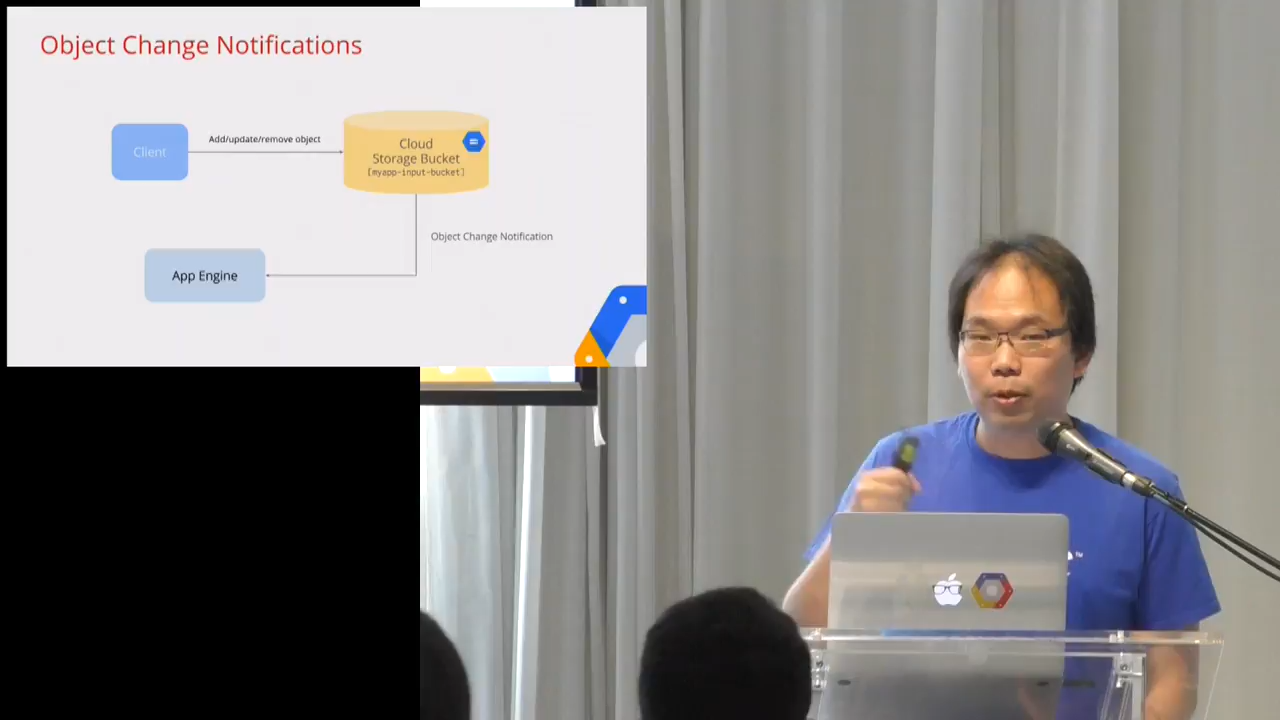 Object Change Notifications
Client
Add/update/remove object
Cloud
Storage Bucket
[myapp-input-bucket]
Object Change Notification
App Engine
TM